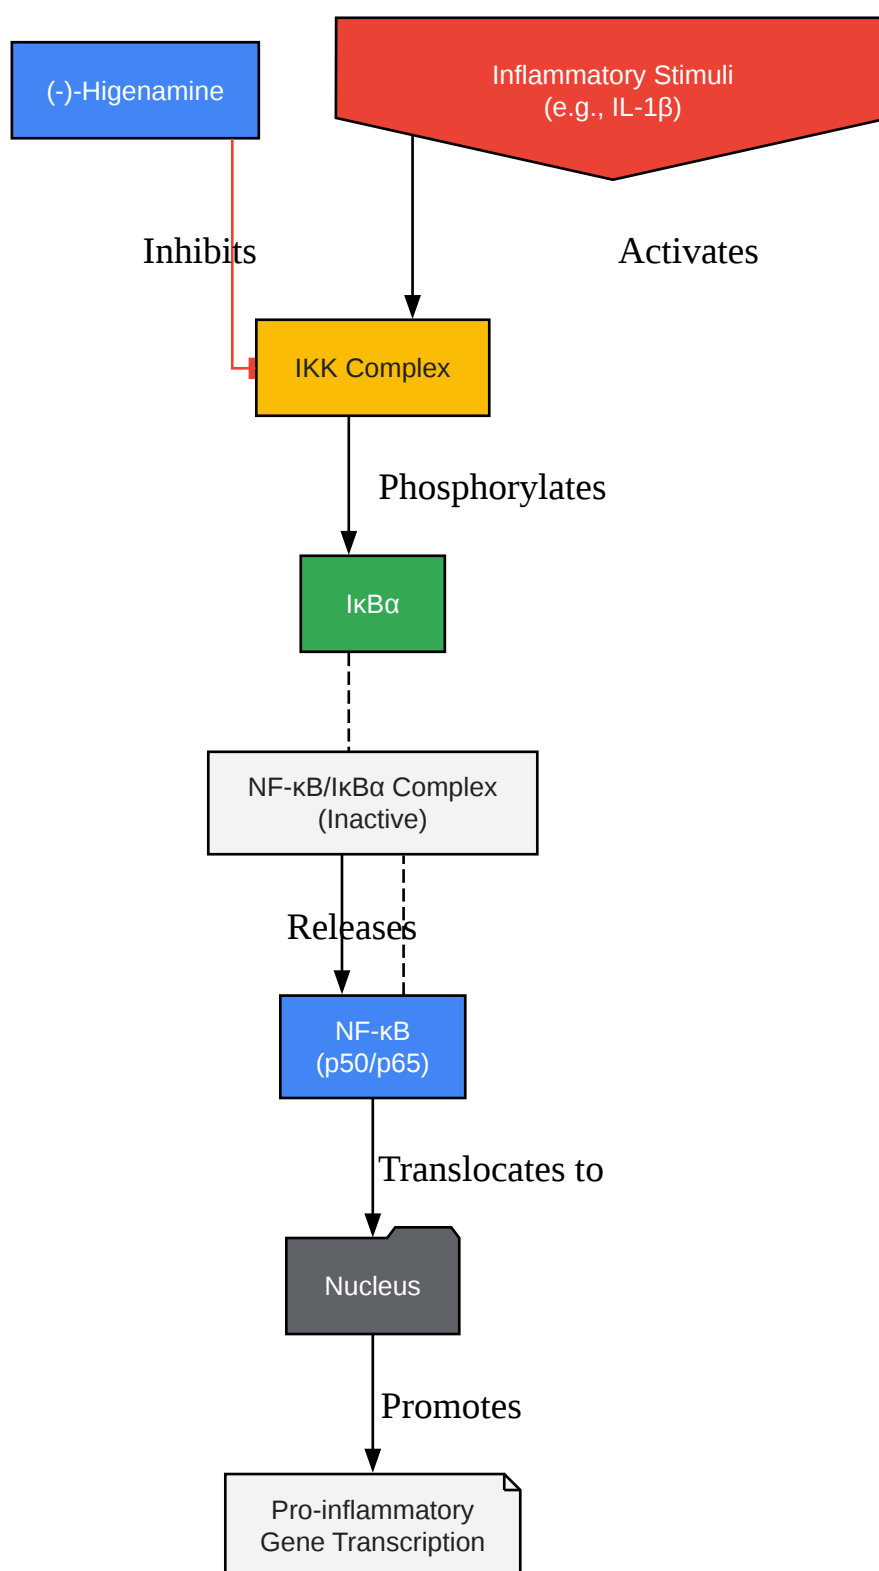 (-)-Higenamine
Inflammatory Stimuli
(e.g., IL-1β)
Inhibits
Activates
IKK Complex
Phosphorylates
IκBα
NF-κB/IκBα Complex
(Inactive)
Releases
NF-κB
(p50/p65)
Translocates to
Nucleus
Promotes
Pro-inflammatory
Gene Transcription